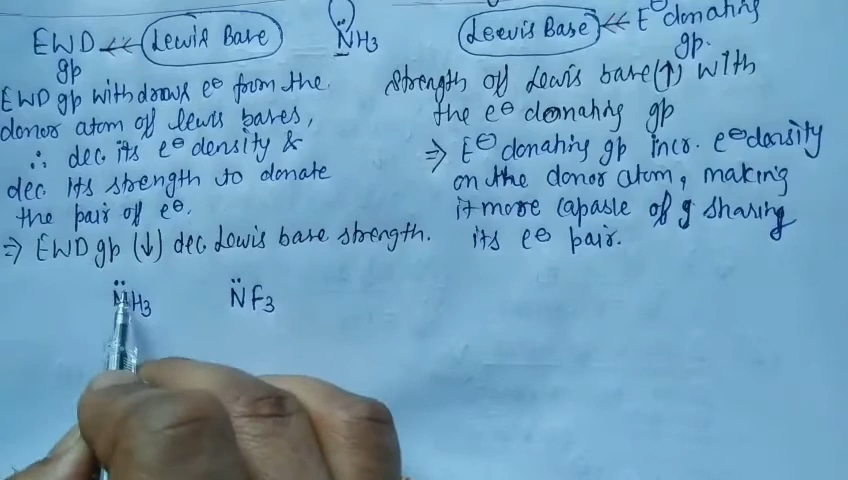 EWD << Lewis Base
gp
N̈H3
EWD gp withdraws e⊖ from the
donor atom of lewis bases,
∴ dec. its e⊖ density &
dec its strength to donate
the pair of e⊖.
⇒ EWD gp (↓) dec Lewis base strength.
N̈H3 N̈F3
Lewis Base << E⊖ donating
gp.
Strength of Lewis base (↑) with
the e⊖ donating gp
⇒ E⊖ donating gp incr. e⊖ density
on the donor atom, making
it more capable of sharing
its e⊖ pair.